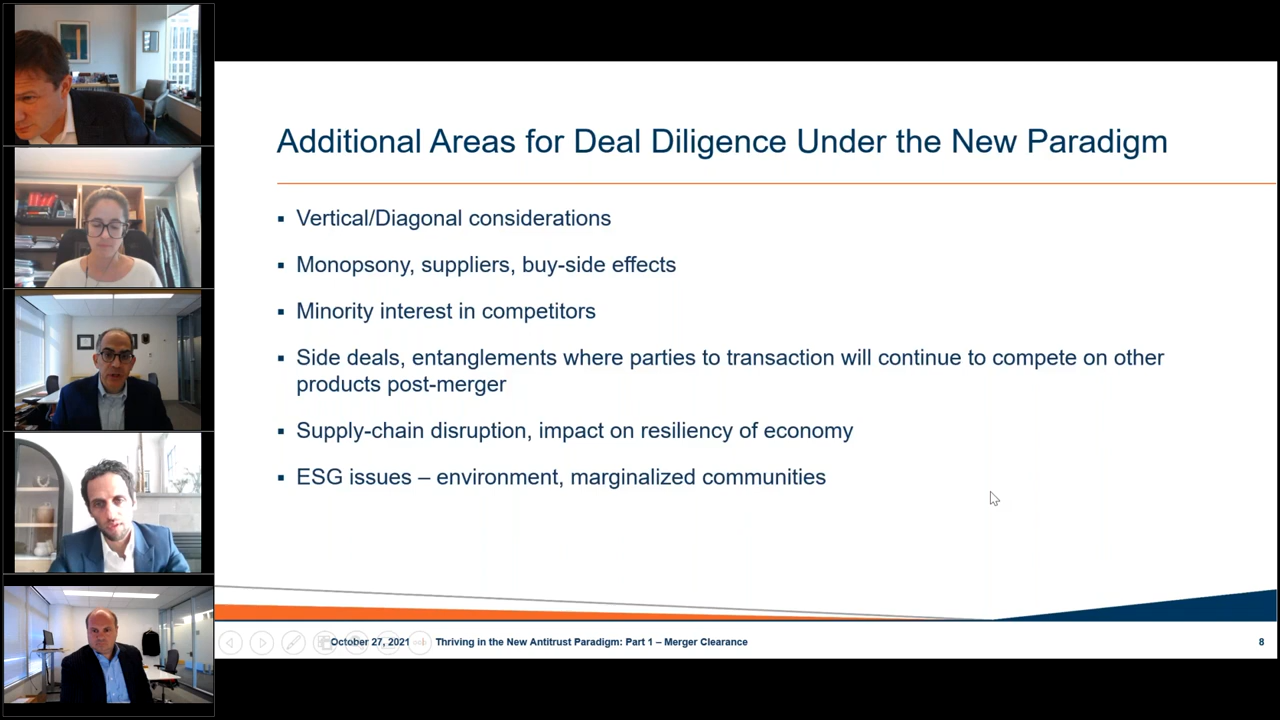 Additional Areas for Deal Diligence Under the New Paradigm
▪ Vertical/Diagonal considerations
▪ Monopsony, suppliers, buy-side effects
▪ Minority interest in competitors
▪ Side deals, entanglements where parties to transaction will continue to compete on other
products post-merger
▪ Supply-chain disruption, impact on resiliency of economy
▪ ESG issues – environment, marginalized communities
October 27, 2021 Thriving in the New Antitrust Paradigm: Part 1 – Merger Clearance 8